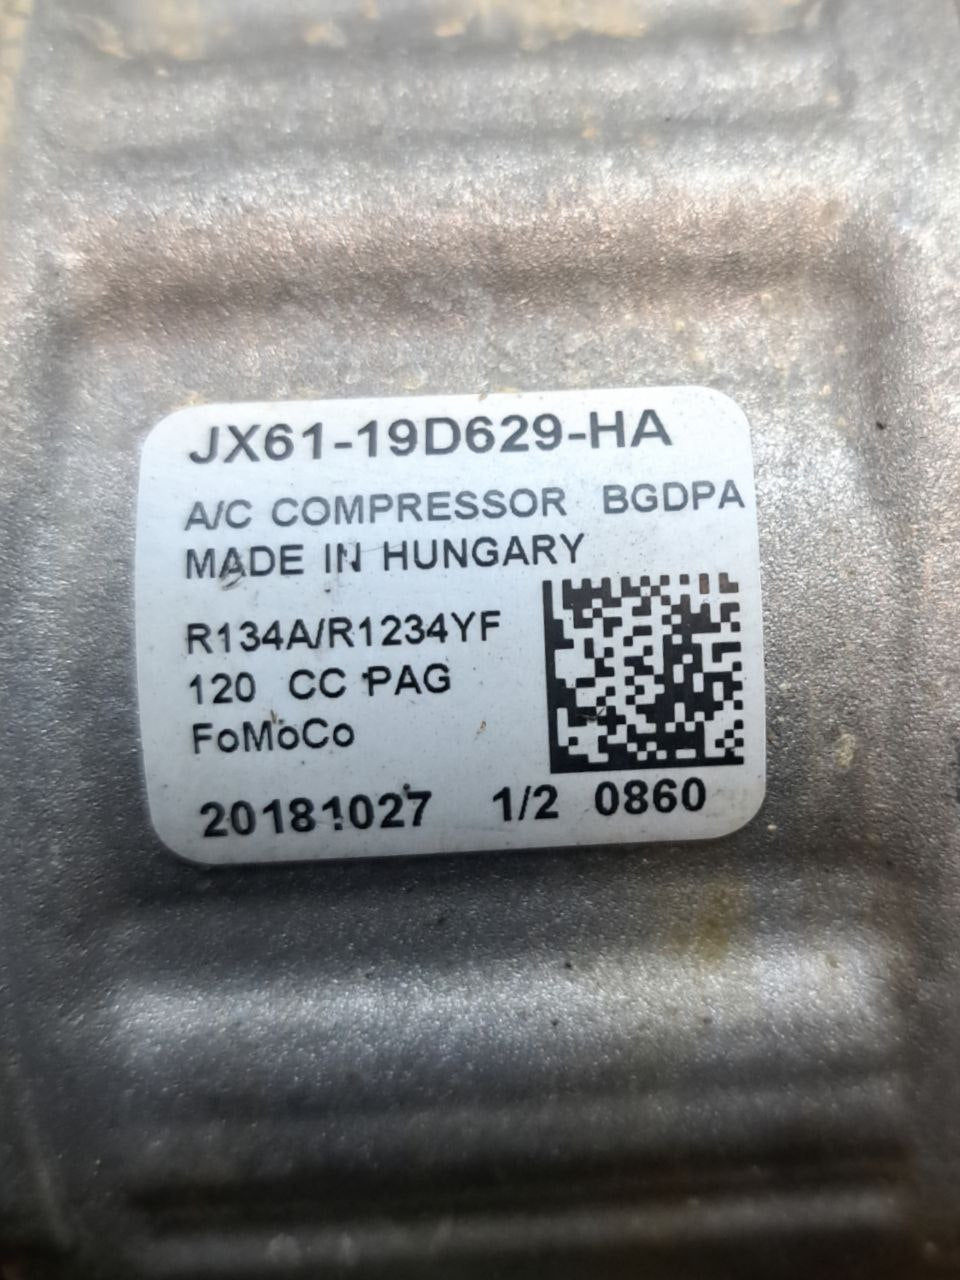 JX61-19D629-HA
A/C COMPRESSOR BGDPA
MADE IN HUNGARY
R134A/R1234YF
120 CC PAG
FoMoCo
20181027 1/2 0860